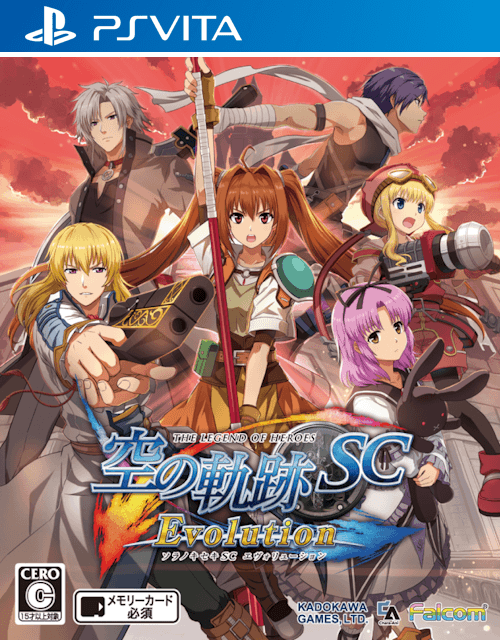 PSVITA
THE LEGEND OF HEROES
空の軌跡SC
Evolution
ソラノキセキSC エヴォリューション
CERO
C
15才以上対象
メモリーカード
必須
KADOKAWA
GAMES, LTD.
CA
Falcom